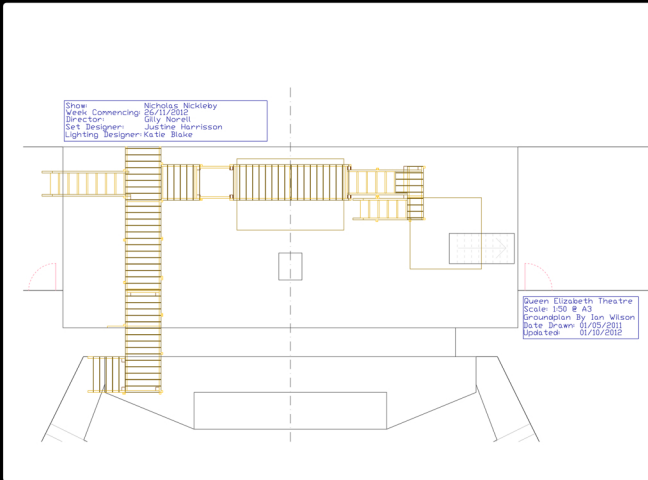 Show: Nicholas Nickleby
Week Commencing: 26/11/2012
Director: Gilly Norell
Set Designer: Justine Harrisson
Lighting Designer: Katie Blake
Queen Elizabeth Theatre
Scale: 1:50 @ A3
Groundplan By Ian Wilson
Date Drawn: 01/05/2011
Updated: 01/10/2012